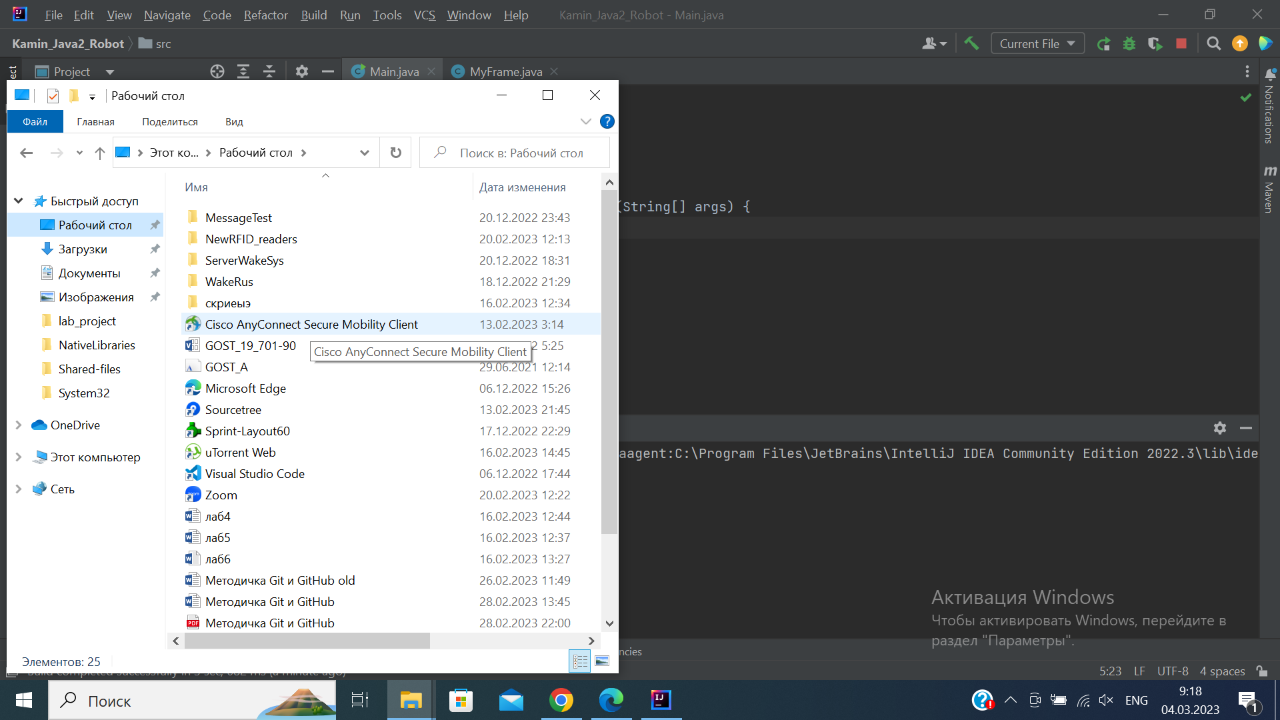 File Edit View Navigate Code Refactor Build Run Tools VCS Window Help Kamin_Java2_Robot - Main.java
Kamin_Java2_Robot src Current File
Project Main.java MyFrame.java
Notifications
Maven
(String[] args) {
aagent:C:\Program Files\JetBrains\IntelliJ IDEA Community Edition 2022.3\lib\ide
Рабочий стол
Файл Главная Поделиться Вид
Этот ко... Рабочий стол Поиск в: Рабочий стол
Быстрый доступ
Рабочий стол
Загрузки
Документы
Изображения
lab_project
NativeLibraries
Shared-files
System32
OneDrive
Этот компьютер
Сеть
Имя Дата изменения
MessageTest 20.12.2022 23:43
NewRFID_readers 20.02.2023 12:13
ServerWakeSys 20.12.2022 18:31
WakeRus 18.12.2022 21:29
скриеыэ 16.02.2023 12:34
Cisco AnyConnect Secure Mobility Client 13.02.2023 3:14
GOST_19_701-90 2 5:25
Cisco AnyConnect Secure Mobility Client
GOST_A 29.06.2021 12:14
Microsoft Edge 06.12.2022 15:26
Sourcetree 13.02.2023 21:45
Sprint-Layout60 17.12.2022 22:29
uTorrent Web 16.02.2023 14:45
Visual Studio Code 06.12.2022 17:44
Zoom 20.02.2023 12:22
лаб4 16.02.2023 12:44
лаб5 16.02.2023 12:37
лаб6 16.02.2023 13:27
Методичка Git и GitHub old 26.02.2023 11:49
Методичка Git и GitHub 28.02.2023 13:45
Методичка Git и GitHub 28.02.2023 22:00
Элементов: 25
Активация Windows
Чтобы активировать Windows, перейдите в
раздел "Параметры".
ncies
5:23 LF UTF-8 4 spaces
Поиск
ENG
9:18
04.03.2023
1